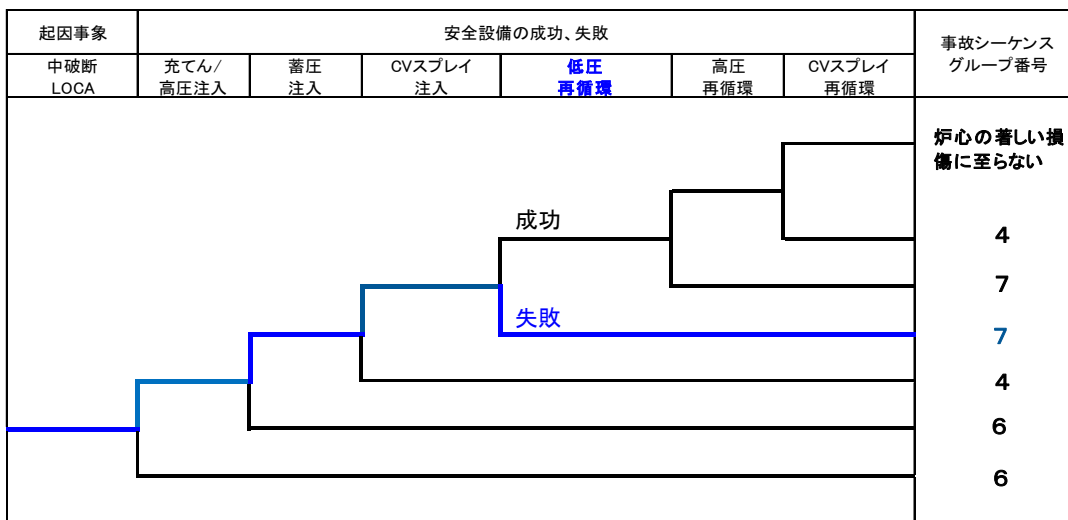 起因事象
安全設備の成功、失敗
事故シーケンス
グループ番号
中破断
LOCA
充てん/
高圧注入
蓄圧
注入
CVスプレイ
注入
低圧
再循環
高圧
再循環
CVスプレイ
再循環
炉心の著しい損
傷に至らない
成功
4
7
失敗
7
4
6
6